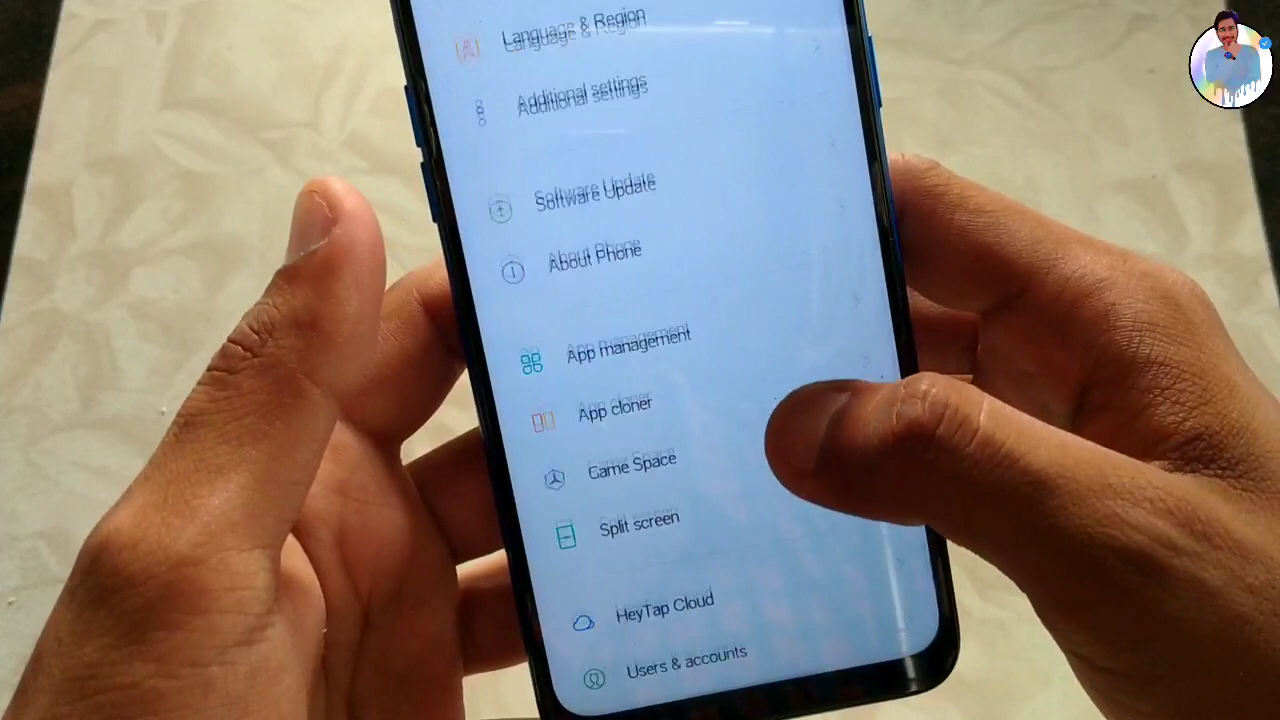 Language & Region
Additional settings
Software Update
About Phone
App management
App cloner
Game Space
Split screen
HeyTap Cloud
Users & accounts